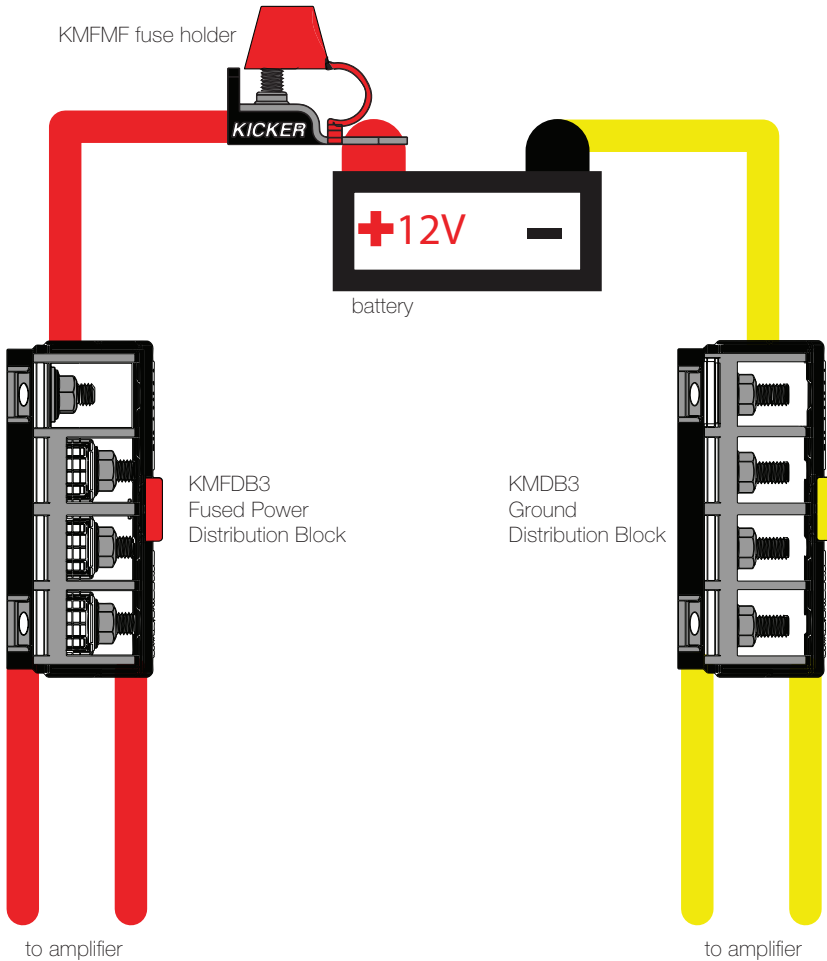 KMFMF fuse holder
KICKER
+12V −
battery
KMFDB3
Fused Power
Distribution Block
KMDB3
Ground
Distribution Block
to amplifier
to amplifier